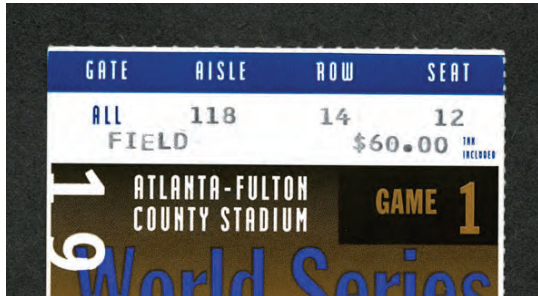 GATE AISLE ROW SEAT
ALL 118 14 12
FIELD $60.00 TAX INCLUDED
ATLANTA-FULTON GAME 1
COUNTY STADIUM
19
World Series